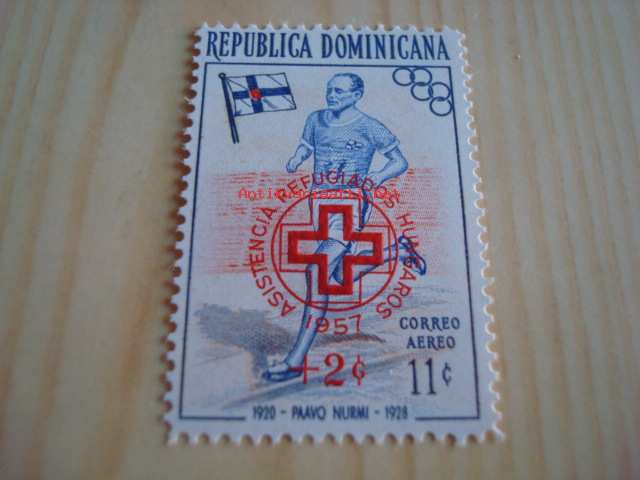 REPUBLICA DOMINICANA
ASISTENCIA REFUGIADOS HUNGAROS
1957
+2¢
CORREO
AEREO
11¢
1920 - PAAVO NURMI - 1928